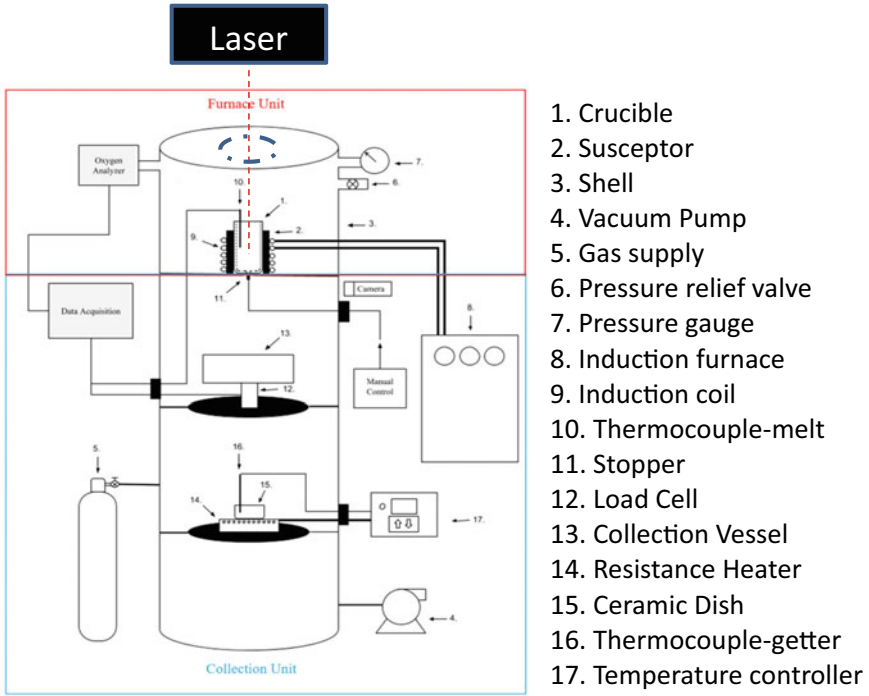 Laser
Furnace Unit
Oxygen
Analyzer
7.
6.
10.
1.
2.
3.
9.
11.
Camera
Data Acquisition
8.
13.
12.
Manual
Control
16.
5.
15.
14.
17.
4.
Collection Unit
1. Crucible
2. Susceptor
3. Shell
4. Vacuum Pump
5. Gas supply
6. Pressure relief valve
7. Pressure gauge
8. Induction furnace
9. Induction coil
10. Thermocouple-melt
11. Stopper
12. Load Cell
13. Collection Vessel
14. Resistance Heater
15. Ceramic Dish
16. Thermocouple-getter
17. Temperature controller